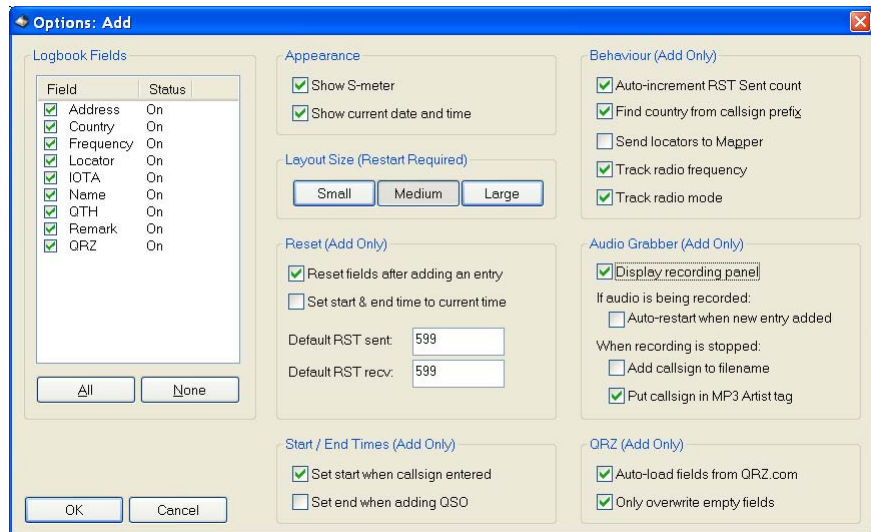 Options: Add
Logbook Fields
Field Status
Address On
Country On
Frequency On
Locator On
IOTA On
Name On
QTH On
Remark On
QRZ On
All None
OK Cancel
Appearance
Show S-meter
Show current date and time
Layout Size (Restart Required)
Small Medium Large
Reset (Add Only)
Reset fields after adding an entry
Set start & end time to current time
Default RST sent: 599
Default RST recv: 599
Start / End Times (Add Only)
Set start when callsign entered
Set end when adding QSO
Behaviour (Add Only)
Auto-increment RST Sent count
Find country from callsign prefix
Send locators to Mapper
Track radio frequency
Track radio mode
Audio Grabber (Add Only)
Display recording panel
If audio is being recorded:
Auto-restart when new entry added
When recording is stopped:
Add callsign to filename
Put callsign in MP3 Artist tag
QRZ (Add Only)
Auto-load fields from QRZ.com
Only overwrite empty fields